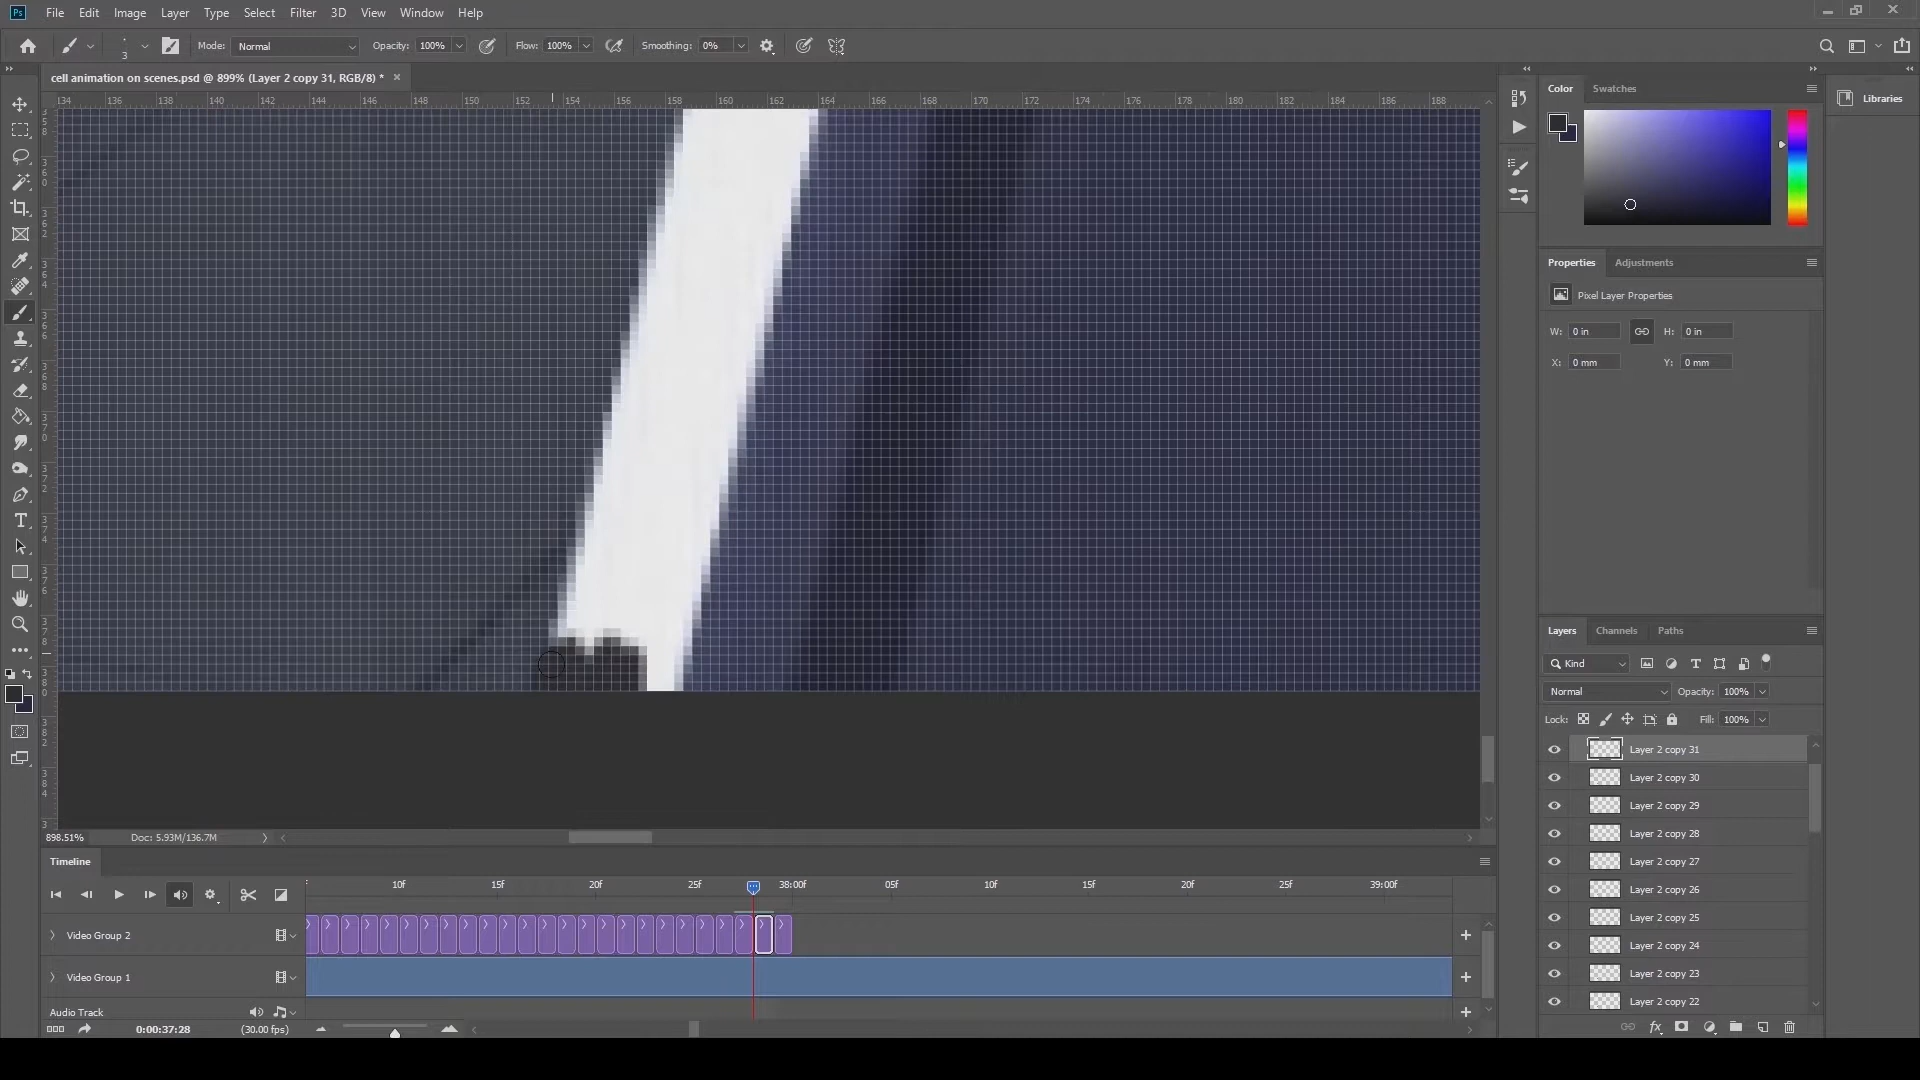 Ps File Edit Image Layer Type Select Filter 3D View Window Help
3 Mode: Normal Opacity: 100% Flow: 100% Smoothing: 0%
cell animation on scenes.psd @ 899% (Layer 2 copy 31, RGB/8) * ×
134 136 138 140 142 144 146 148 150 152 154 156 158 160 162 164 166 168 170 172 174 176 178 180 182 184 186 188
Color Swatches
Libraries
Properties Adjustments
Pixel Layer Properties
W: 0 in H: 0 in
X: 0 mm Y: 0 mm
Layers Channels Paths
Kind
Normal Opacity: 100%
Lock: Fill: 100%
Layer 2 copy 31
Layer 2 copy 30
Layer 2 copy 29
Layer 2 copy 28
Layer 2 copy 27
Layer 2 copy 26
Layer 2 copy 25
Layer 2 copy 24
Layer 2 copy 23
Layer 2 copy 22
898.51% Doc: 5.93M/136.7M
Timeline
10f 15f 20f 25f 38:00f 05f 10f 15f 20f 25f 39:00f
Video Group 2
Video Group 1
Audio Track
0:00:37:28 (30.00 fps)